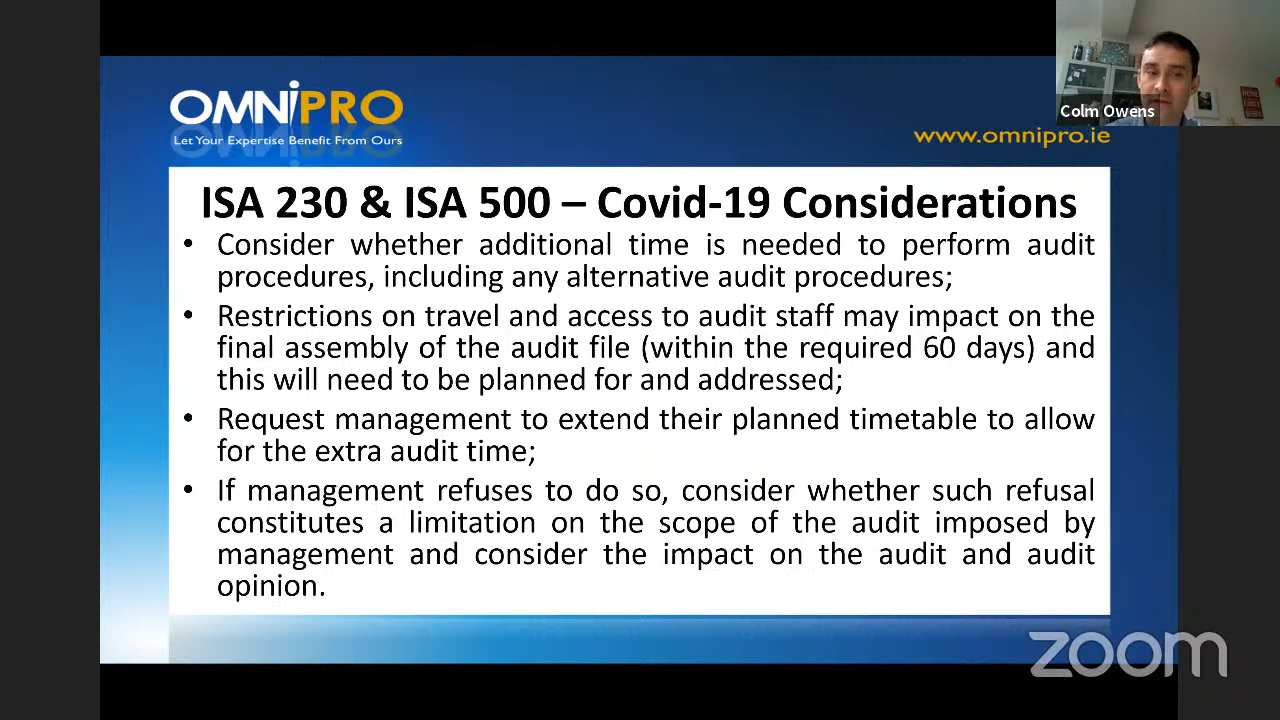 OMNiPRO
Let Your Expertise Benefit From Ours
www.omnipro.ie
Colm Owens
ISA 230 & ISA 500 – Covid-19 Considerations
• Consider whether additional time is needed to perform audit
procedures, including any alternative audit procedures;
• Restrictions on travel and access to audit staff may impact on the
final assembly of the audit file (within the required 60 days) and
this will need to be planned for and addressed;
• Request management to extend their planned timetable to allow
for the extra audit time;
• If management refuses to do so, consider whether such refusal
constitutes a limitation on the scope of the audit imposed by
management and consider the impact on the audit and audit
opinion.
zoom